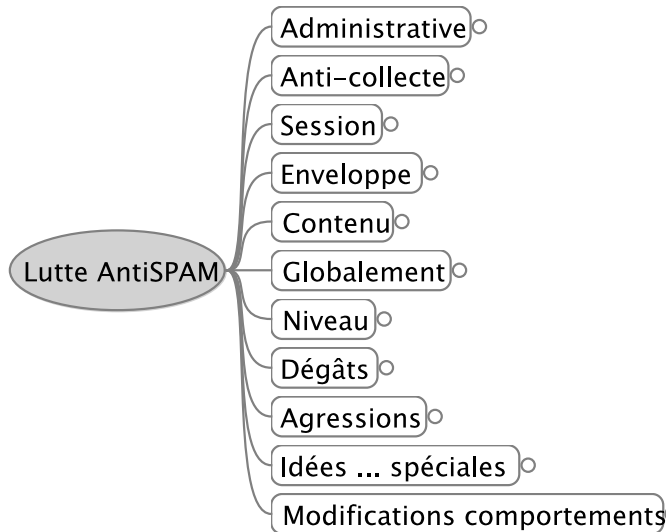 Administrative
Anti-collecte
Session
Enveloppe
Contenu
Lutte AntiSPAM
Globalement
Niveau
Dégâts
Agressions
Idées ... spéciales
Modifications comportements